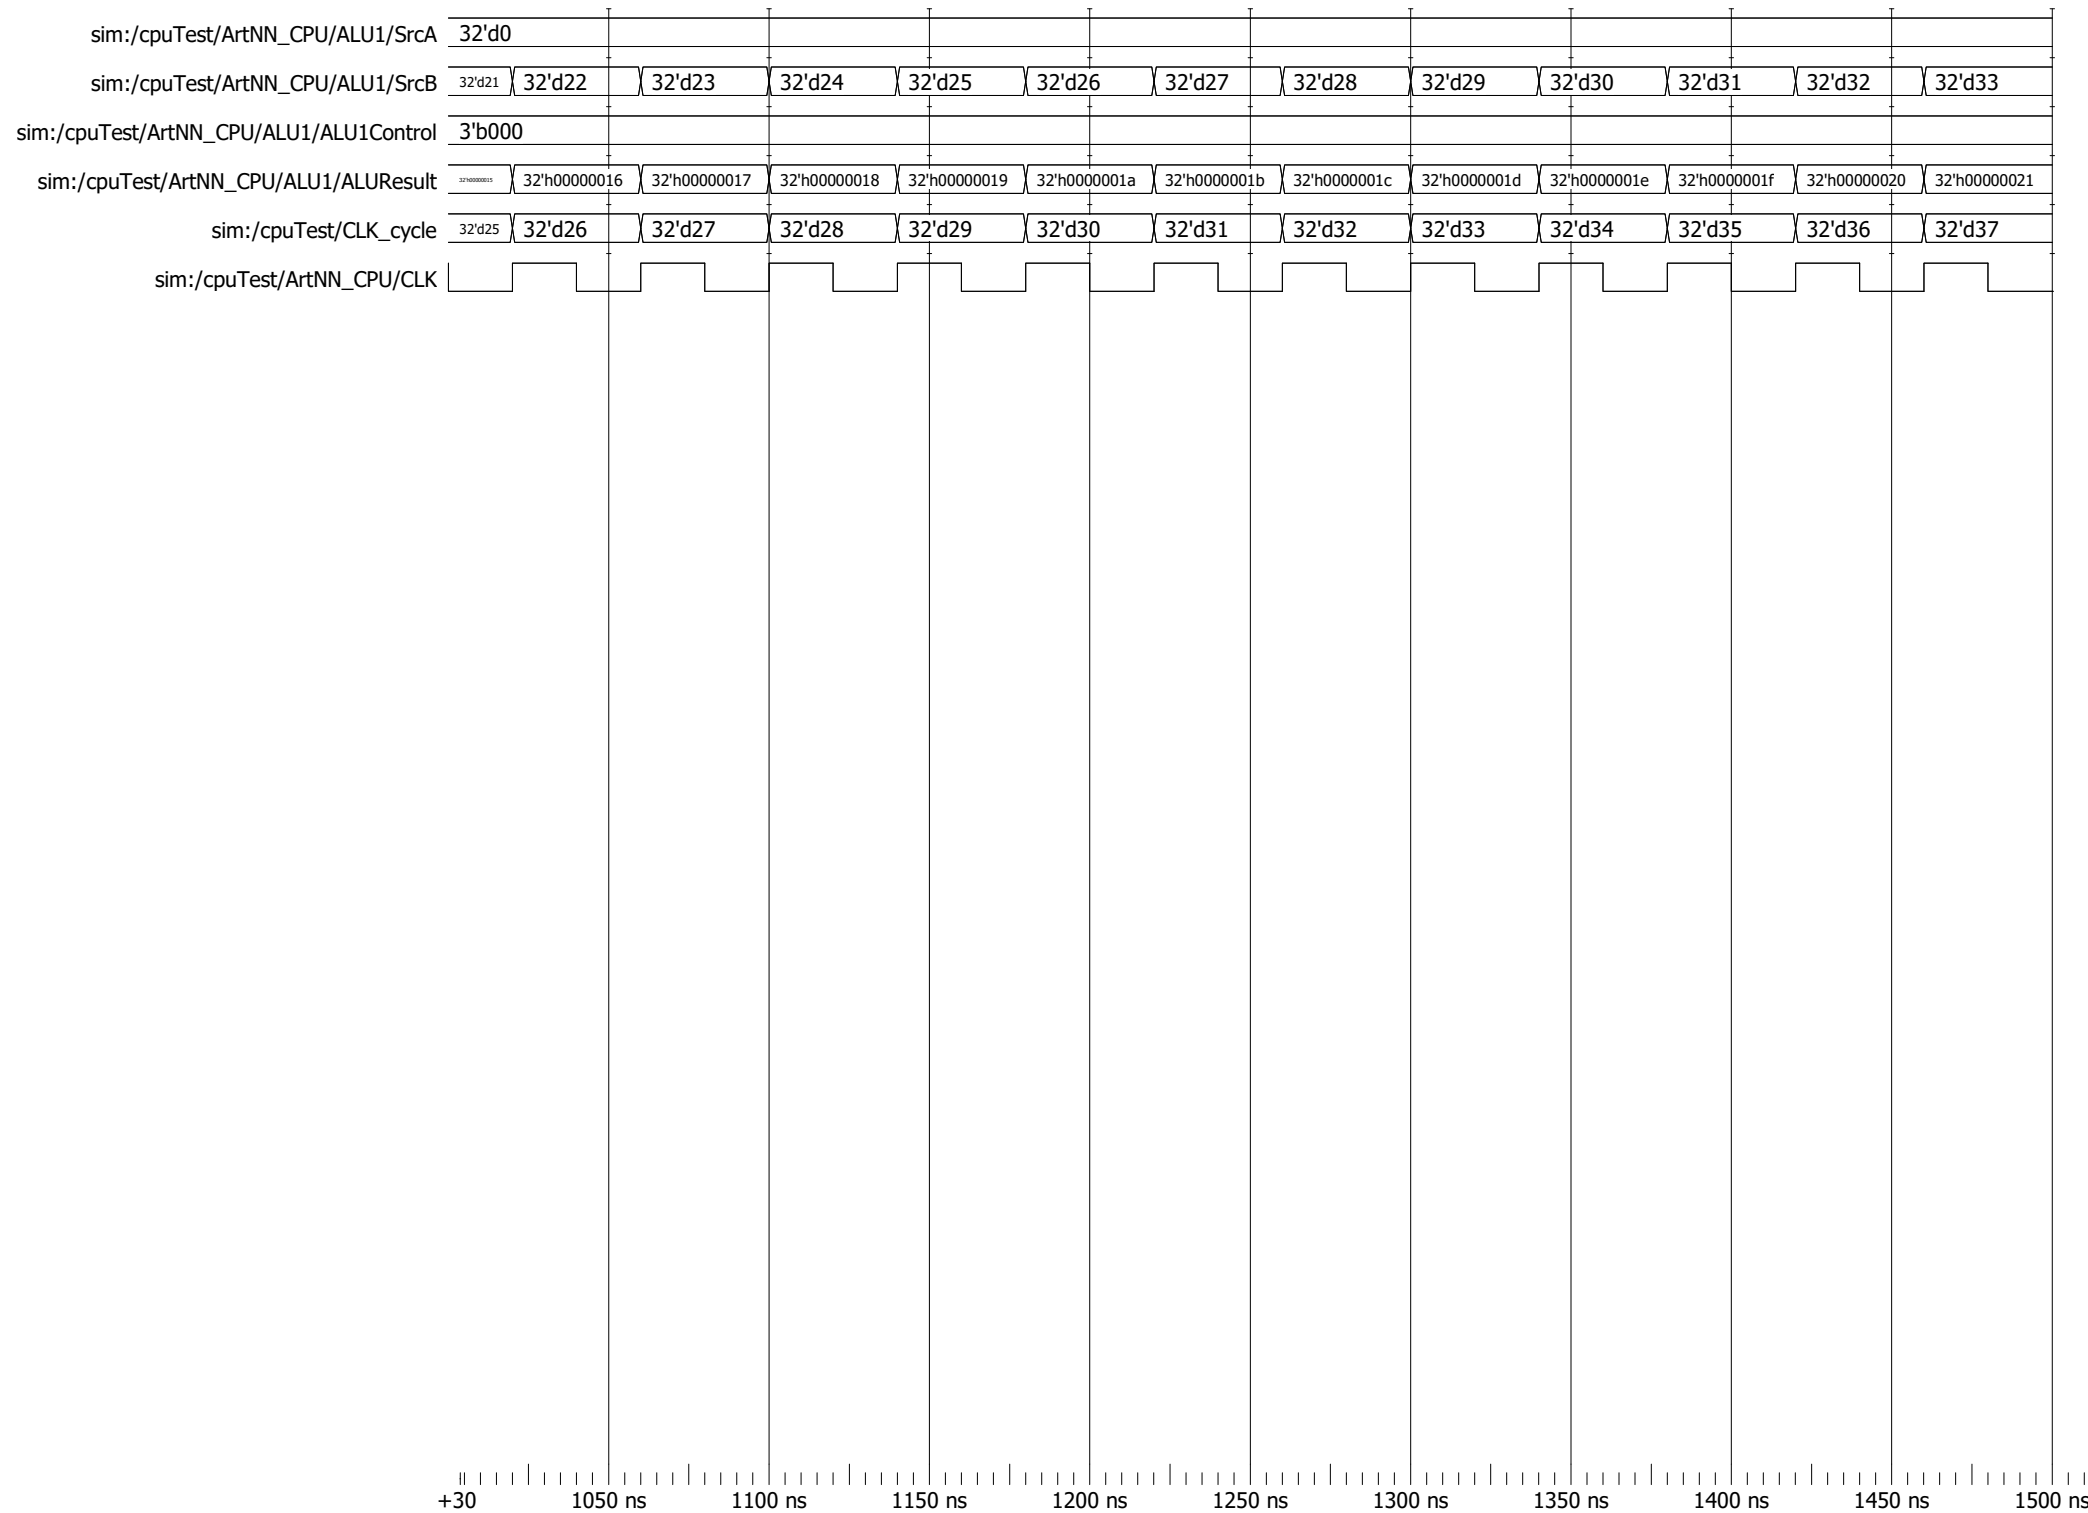 sim:/cpuTest/ArtNN_CPU/ALU1/SrcA 32'd0
sim:/cpuTest/ArtNN_CPU/ALU1/SrcB 32'd21 32'd22 32'd23 32'd24 32'd25 32'd26 32'd27 32'd28 32'd29 32'd30 32'd31 32'd32 32'd33
sim:/cpuTest/ArtNN_CPU/ALU1/ALU1Control 3'b000
sim:/cpuTest/ArtNN_CPU/ALU1/ALUResult 32'h00000015 32'h00000016 32'h00000017 32'h00000018 32'h00000019 32'h0000001a 32'h0000001b 32'h0000001c 32'h0000001d 32'h0000001e 32'h0000001f 32'h00000020 32'h00000021
sim:/cpuTest/CLK_cycle 32'd25 32'd26 32'd27 32'd28 32'd29 32'd30 32'd31 32'd32 32'd33 32'd34 32'd35 32'd36 32'd37
sim:/cpuTest/ArtNN_CPU/CLK
+30 1050 ns 1100 ns 1150 ns 1200 ns 1250 ns 1300 ns 1350 ns 1400 ns 1450 ns 1500 ns